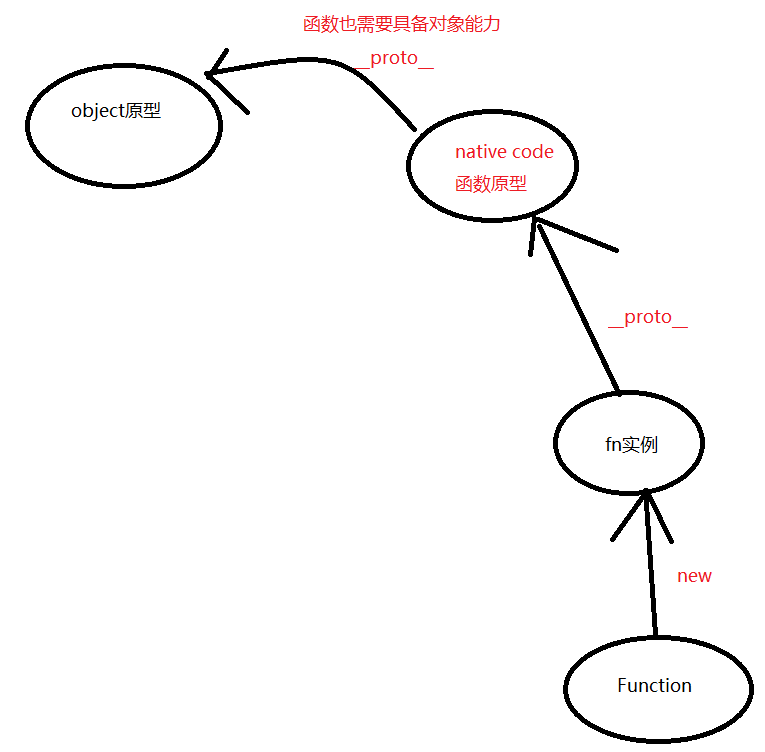 函数也需要具备对象能力
__proto__
object原型
native code
函数原型
__proto__
fn实例
new
Function